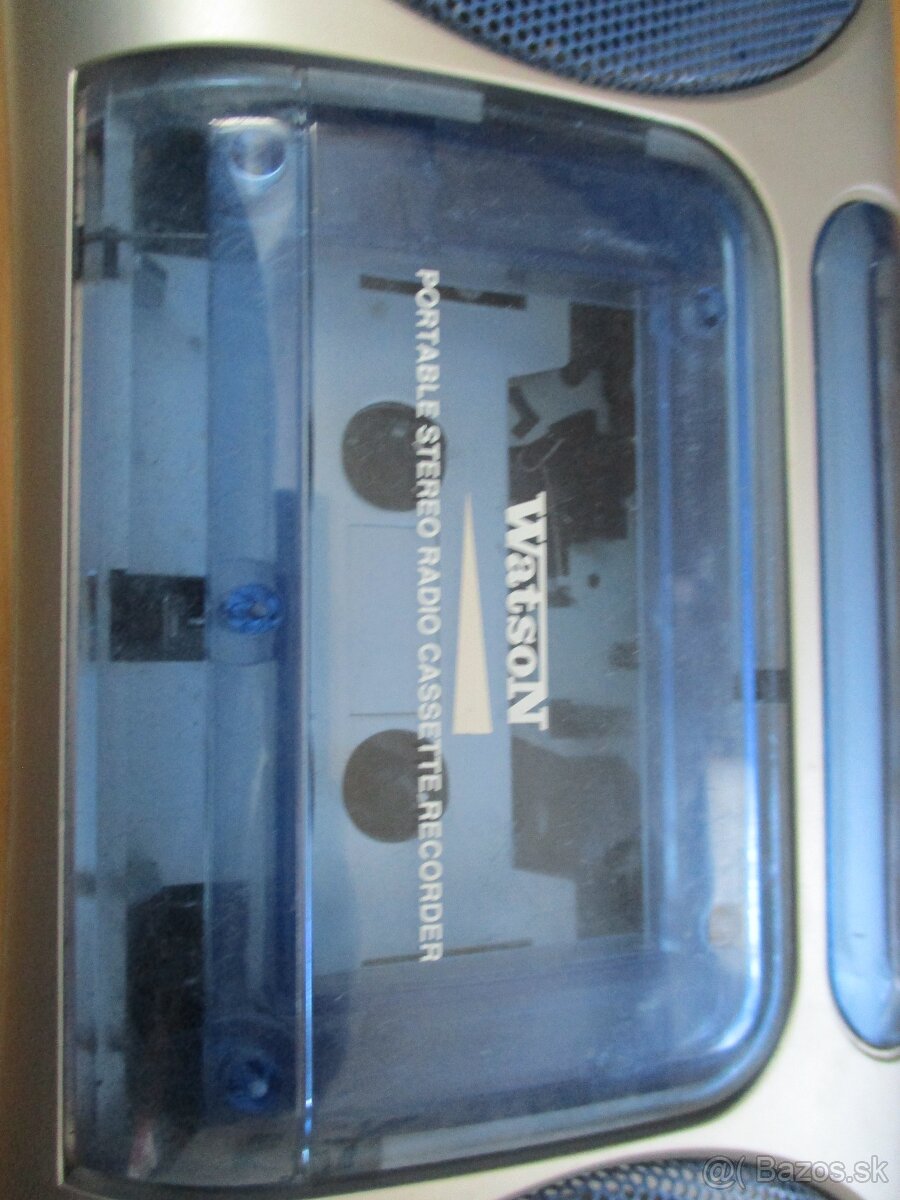 WatsoN
PORTABLE STEREO RADIO CASSETTE RECORDER
@( Bazos.sk